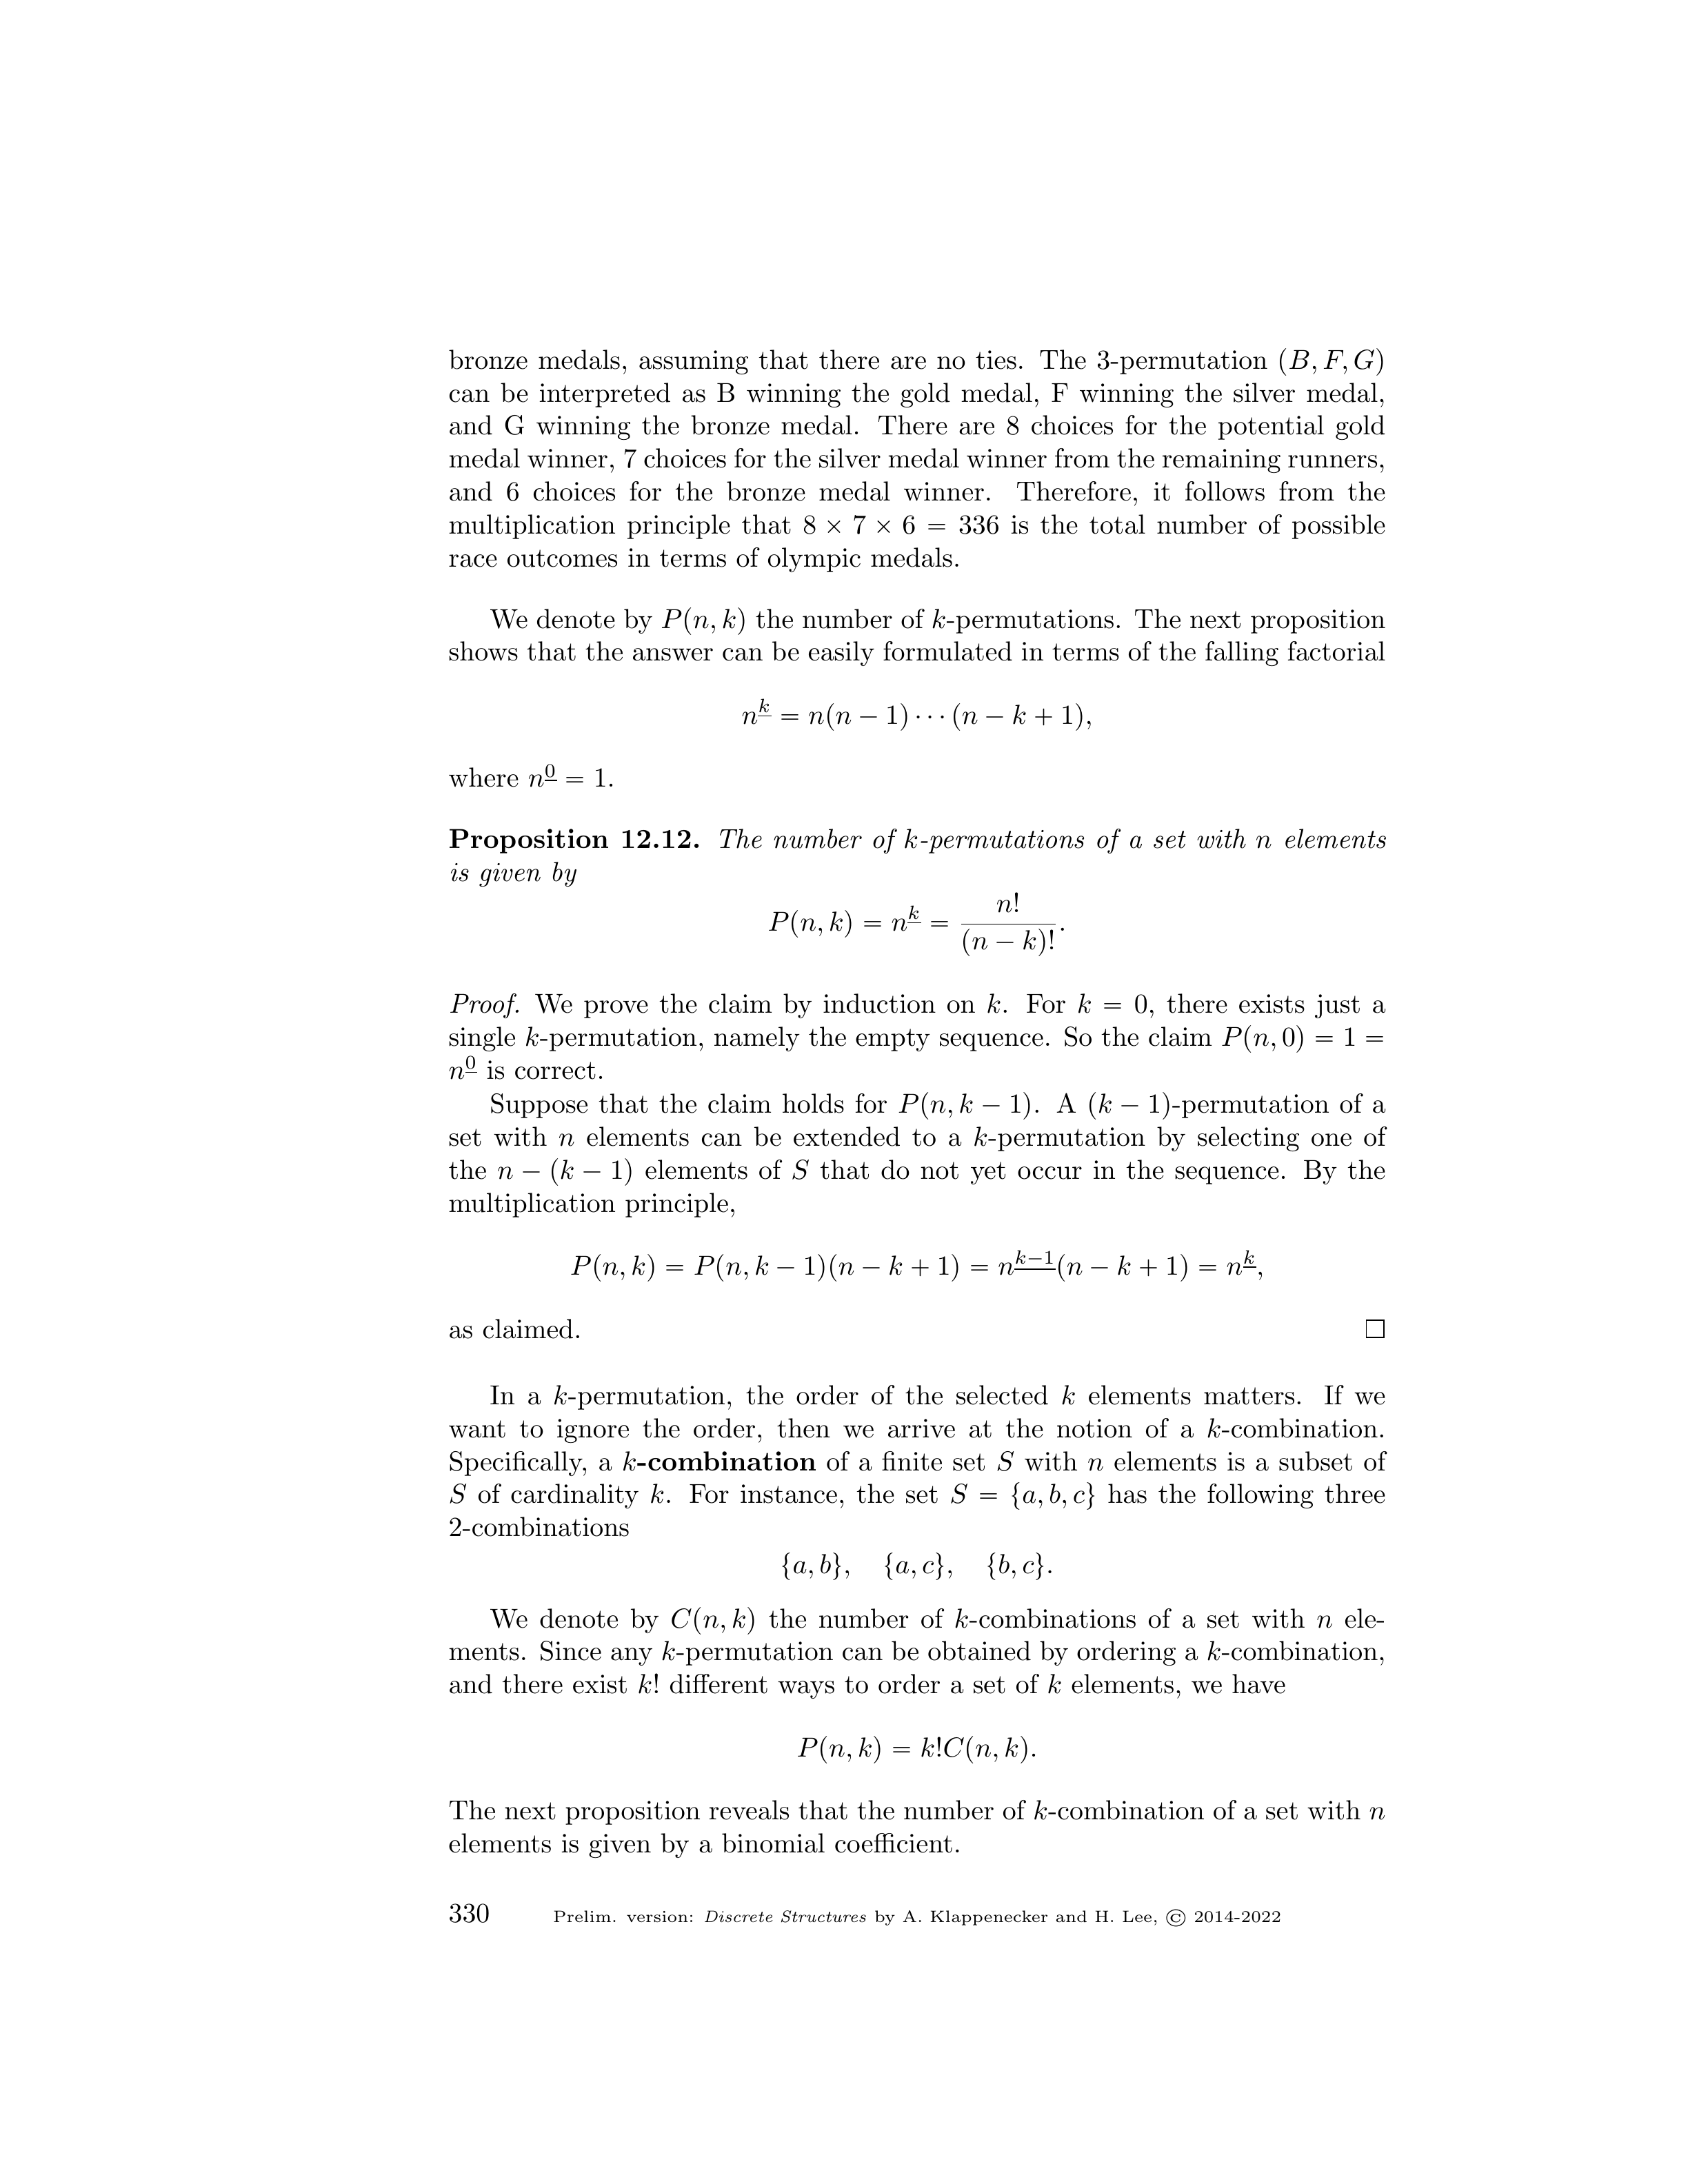 bronze medals, assuming that there are no ties. The 3-permutation (B, F, G)
can be interpreted as B winning the gold medal, F winning the silver medal,
and G winning the bronze medal. There are 8 choices for the potential gold
medal winner, 7 choices for the silver medal winner from the remaining runners,
and 6 choices for the bronze medal winner. Therefore, it follows from the
multiplication principle that 8 × 7 × 6 = 336 is the total number of possible
race outcomes in terms of olympic medals.
We denote by P(n, k) the number of k-permutations. The next proposition
shows that the answer can be easily formulated in terms of the falling factorial
$n^{\underline{k}} = n(n-1)\cdots(n-k+1),$
where $n^{\underline{0}} = 1$.
Proposition 12.12. The number of k-permutations of a set with n elements
is given by
$P(n, k) = n^{\underline{k}} = \frac{n!}{(n-k)!}.$
Proof. We prove the claim by induction on k. For k = 0, there exists just a
single k-permutation, namely the empty sequence. So the claim P(n, 0) = 1 =
$n^{\underline{0}}$ is correct.
Suppose that the claim holds for P(n, k − 1). A (k − 1)-permutation of a
set with n elements can be extended to a k-permutation by selecting one of
the n − (k − 1) elements of S that do not yet occur in the sequence. By the
multiplication principle,
$P(n, k) = P(n, k-1)(n-k+1) = n^{\underline{k-1}}(n-k+1) = n^{\underline{k}},$
as claimed. □
In a k-permutation, the order of the selected k elements matters. If we
want to ignore the order, then we arrive at the notion of a k-combination.
Specifically, a k-combination of a finite set S with n elements is a subset of
S of cardinality k. For instance, the set S = {a, b, c} has the following three
2-combinations
{a, b}, {a, c}, {b, c}.
We denote by C(n, k) the number of k-combinations of a set with n ele-
ments. Since any k-permutation can be obtained by ordering a k-combination,
and there exist k! different ways to order a set of k elements, we have
P(n, k) = k!C(n, k).
The next proposition reveals that the number of k-combination of a set with n
elements is given by a binomial coefficient.
330 Prelim. version: Discrete Structures by A. Klappenecker and H. Lee, © 2014-2022